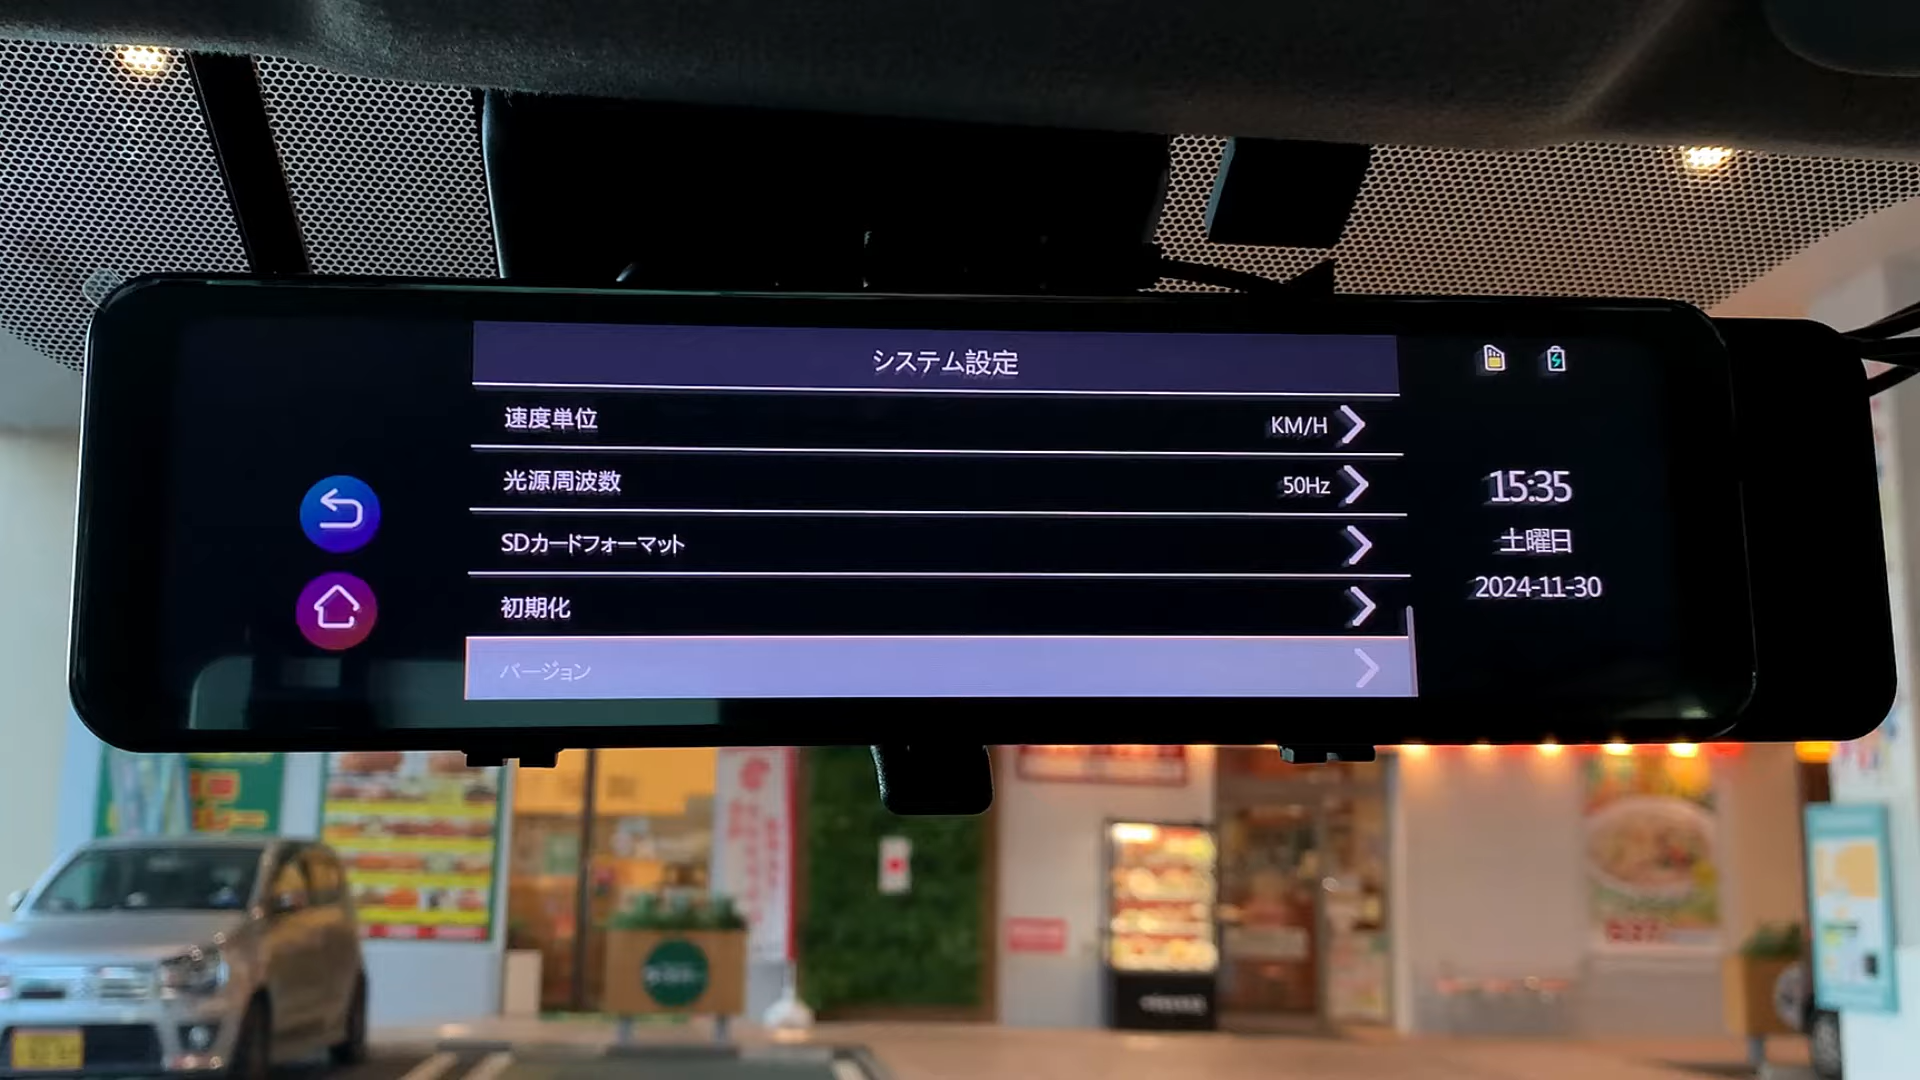 システム設定
速度単位 KM/H
光源周波数 50Hz
SDカードフォーマット
初期化
バージョン
15:35
土曜日
2024-11-30